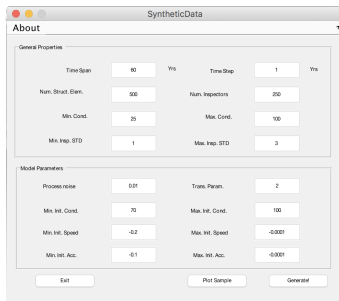 SyntheticData
About
General Properties
Time Span 60 Yrs Time Step 1 Yrs
Num. Struct. Elem. 500 Num. Inspectors 250
Min. Cond. 25 Max. Cond. 100
Min. Insp. STD 1 Max. Insp. STD 3
Model Parameters
Process noise 0.01 Trans. Param. 2
Min. Init. Cond. 70 Max. Init. Cond. 100
Min. Init. Speed -0.2 Max. Init. Speed -0.0001
Min. Init. Acc. -0.1 Max. Init. Acc. -0.0001
Exit Plot Sample Generate!